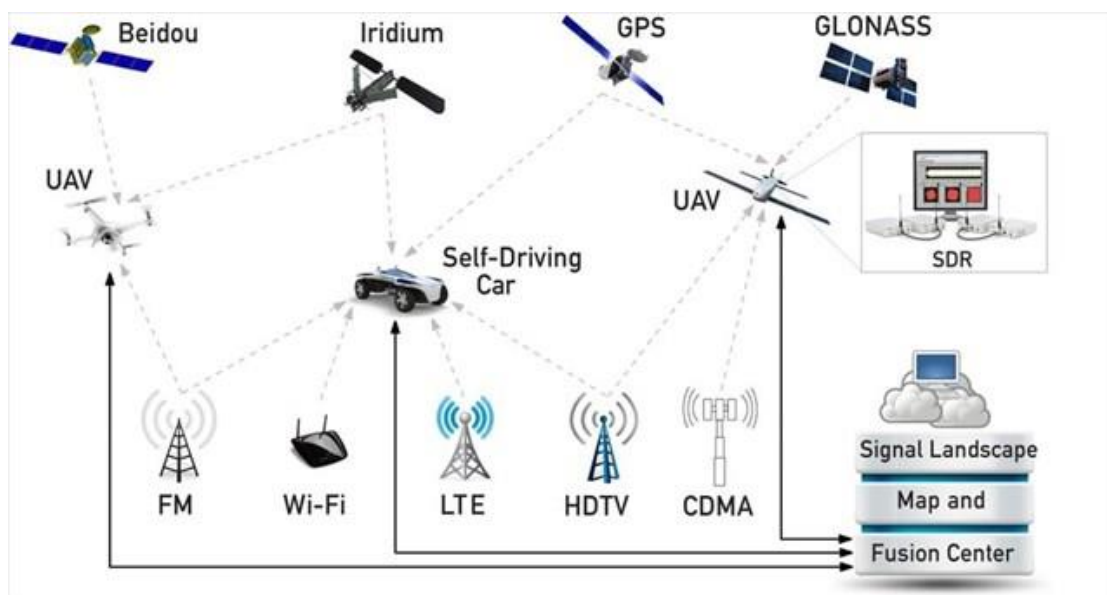 Beidou
Iridium
GPS
GLONASS
UAV
UAV
SDR
Self-Driving
Car
FM
Wi-Fi
LTE
HDTV
CDMA
Signal Landscape
Map and
Fusion Center